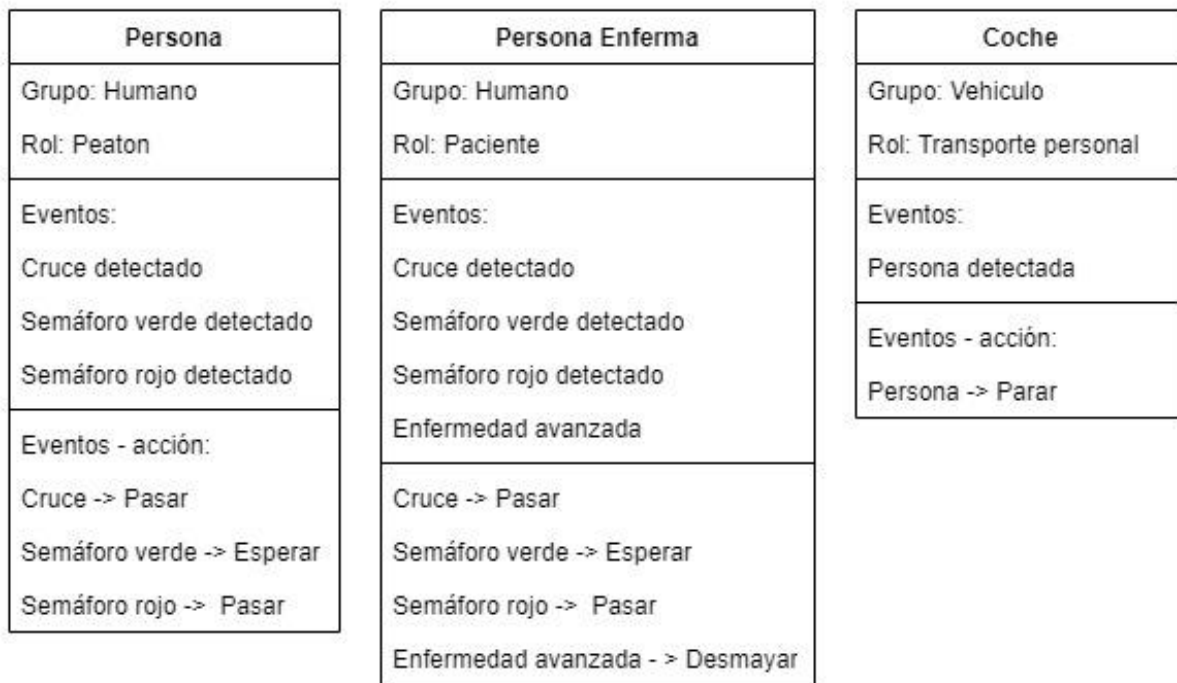 Persona
Grupo: Humano
Rol: Peaton
Eventos:
Cruce detectado
Semáforo verde detectado
Semáforo rojo detectado
Eventos - acción:
Cruce -> Pasar
Semáforo verde -> Esperar
Semáforo rojo -> Pasar
Persona Enferma
Grupo: Humano
Rol: Paciente
Eventos:
Cruce detectado
Semáforo verde detectado
Semáforo rojo detectado
Enfermedad avanzada
Cruce -> Pasar
Semáforo verde -> Esperar
Semáforo rojo -> Pasar
Enfermedad avanzada - > Desmayar
Coche
Grupo: Vehiculo
Rol: Transporte personal
Eventos:
Persona detectada
Eventos - acción:
Persona -> Parar